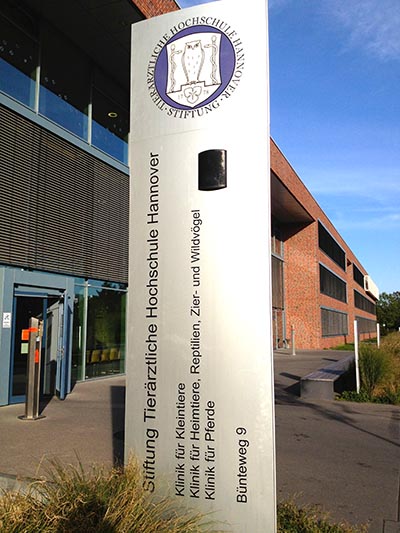 TIERÄRZTLICHE HOCHSCHULE HANNOVER
· STIFTUNG ·
Stiftung Tierärztliche Hochschule Hannover
Klinik für Kleintiere
Klinik für Heimtiere, Reptilien, Zier- und Wildvögel
Klinik für Pferde
Bünteweg 9